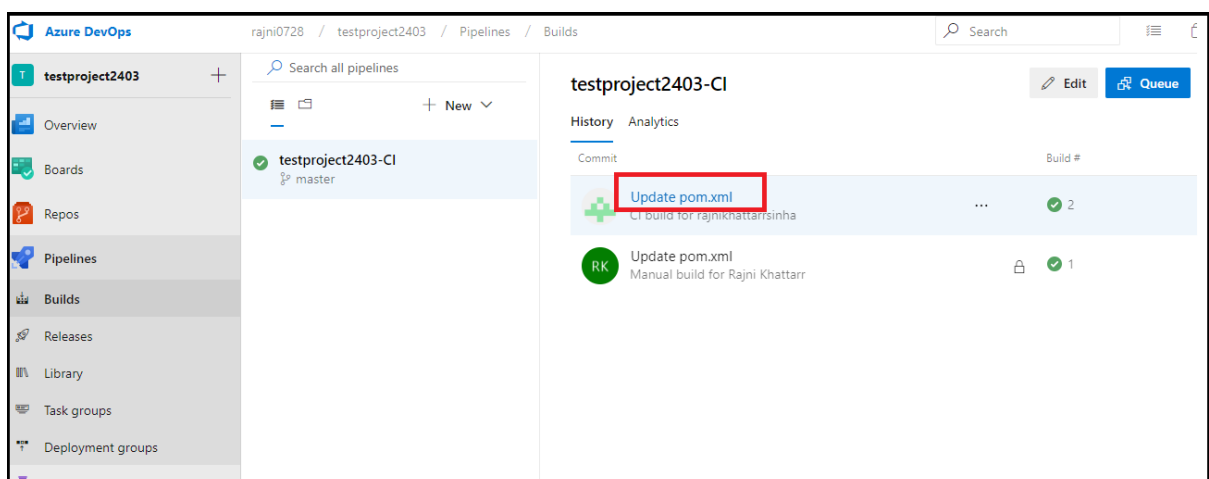 Azure DevOps
rajni0728 / testproject2403 / Pipelines / Builds
Search
T testproject2403
Overview
Boards
Repos
Pipelines
Builds
Releases
Library
Task groups
Deployment groups
Search all pipelines
New
testproject2403-CI
master
testproject2403-CI
Edit
Queue
History Analytics
Commit Build #
Update pom.xml
CI build for rajnikhattarrsinha
2
RK
Update pom.xml
Manual build for Rajni Khattarr
1